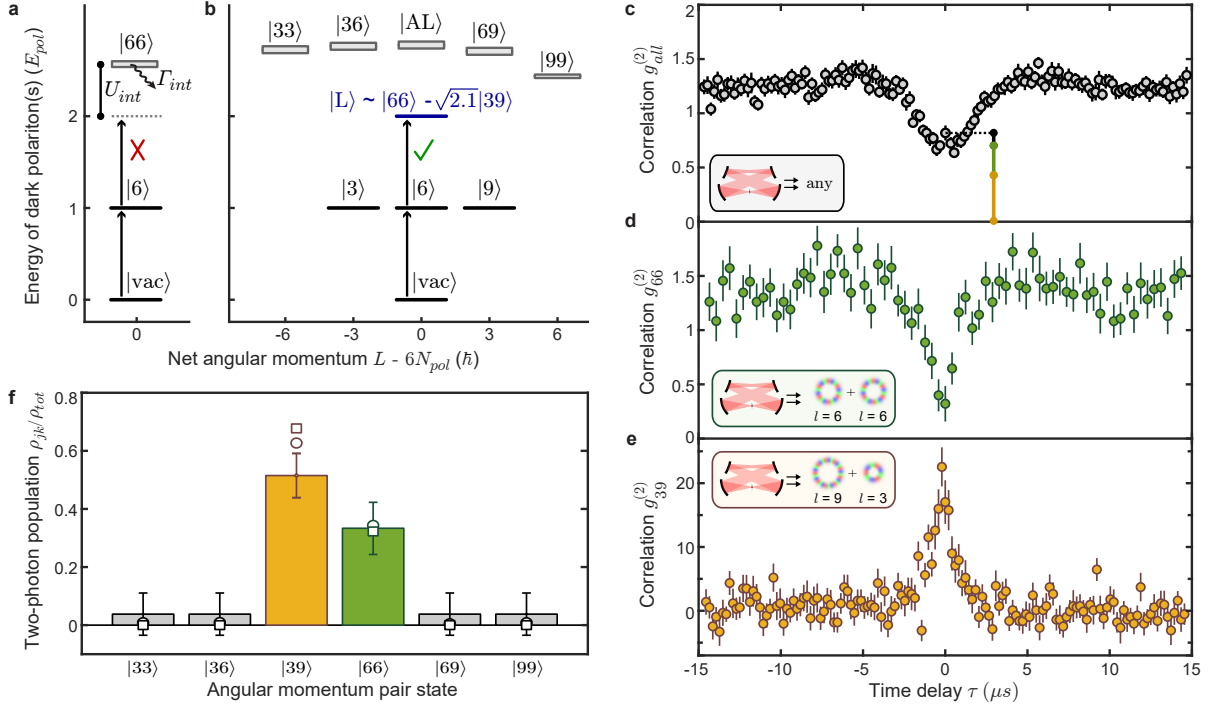 a
Energy of dark polariton(s) (E_pol)
|66⟩
U_int
Γ_int
2
|6⟩
1
|vac⟩
0
0
b
|33⟩
|36⟩
|AL⟩
|69⟩
|99⟩
|L⟩ ~ |66⟩ -√2.1|39⟩
|3⟩
|6⟩
|9⟩
|vac⟩
-6
-3
0
3
6
Net angular momentum L - 6N_pol (ħ)
c
Correlation g_all^(2)
2
1.5
1
0.5
0
any
d
Correlation g_66^(2)
1.5
1
0.5
0
+
l = 6
l = 6
e
Correlation g_39^(2)
20
10
0
+
l = 9
l = 3
-15
-10
-5
0
5
10
15
Time delay τ (μs)
f
Two-photon population ρ_jk/ρ_tot
0.8
0.6
0.4
0.2
0
|33⟩
|36⟩
|39⟩
|66⟩
|69⟩
|99⟩
Angular momentum pair state